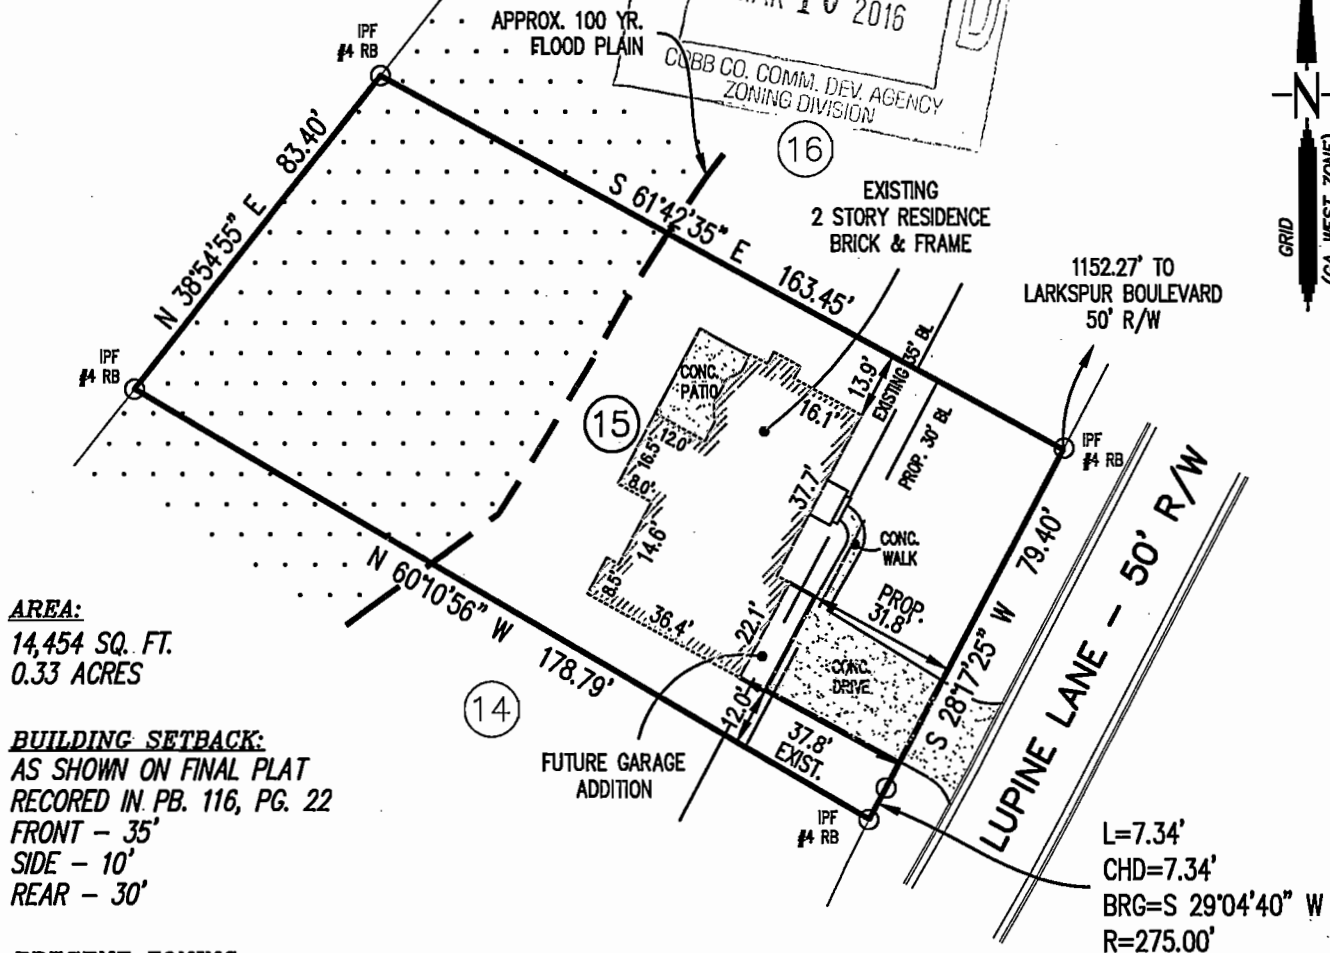 APPROX. 100 YR.
FLOOD PLAIN
10 2016
COBB CO. COMM. DEV. AGENCY
ZONING DIVISION
16
IPF
#4 RB
N 38°54'55" E 83.40'
S 61°42'35" E 163.45'
EXISTING
2 STORY RESIDENCE
BRICK & FRAME
1152.27' TO
LARKSPUR BOULEVARD
50' R/W
N
GRID
(GA. WEST ZONE)
IPF
#4 RB
CONC.
PATIO
15
12.0'
16.5'
8.0'
14.6'
8.5'
36.4'
16.1'
13.9'
EXISTING 35' BL
PROP. 30' BL
37.7'
CONC.
WALK
IPF
#4 RB
79.40'
S 28°17'25" W
PROP.
31.8'
22.1'
CONC.
DRIVE
12.0'
37.8'
EXIST.
LUPINE LANE - 50' R/W
N 60°10'56" W 178.79'
14
FUTURE GARAGE
ADDITION
IPF
#4 RB
L=7.34'
CHD=7.34'
BRG=S 29°04'40" W
R=275.00'
AREA:
14,454 SQ. FT.
0.33 ACRES
BUILDING SETBACK:
AS SHOWN ON FINAL PLAT
RECORED IN PB. 116, PG. 22
FRONT - 35'
SIDE - 10'
REAR - 30'